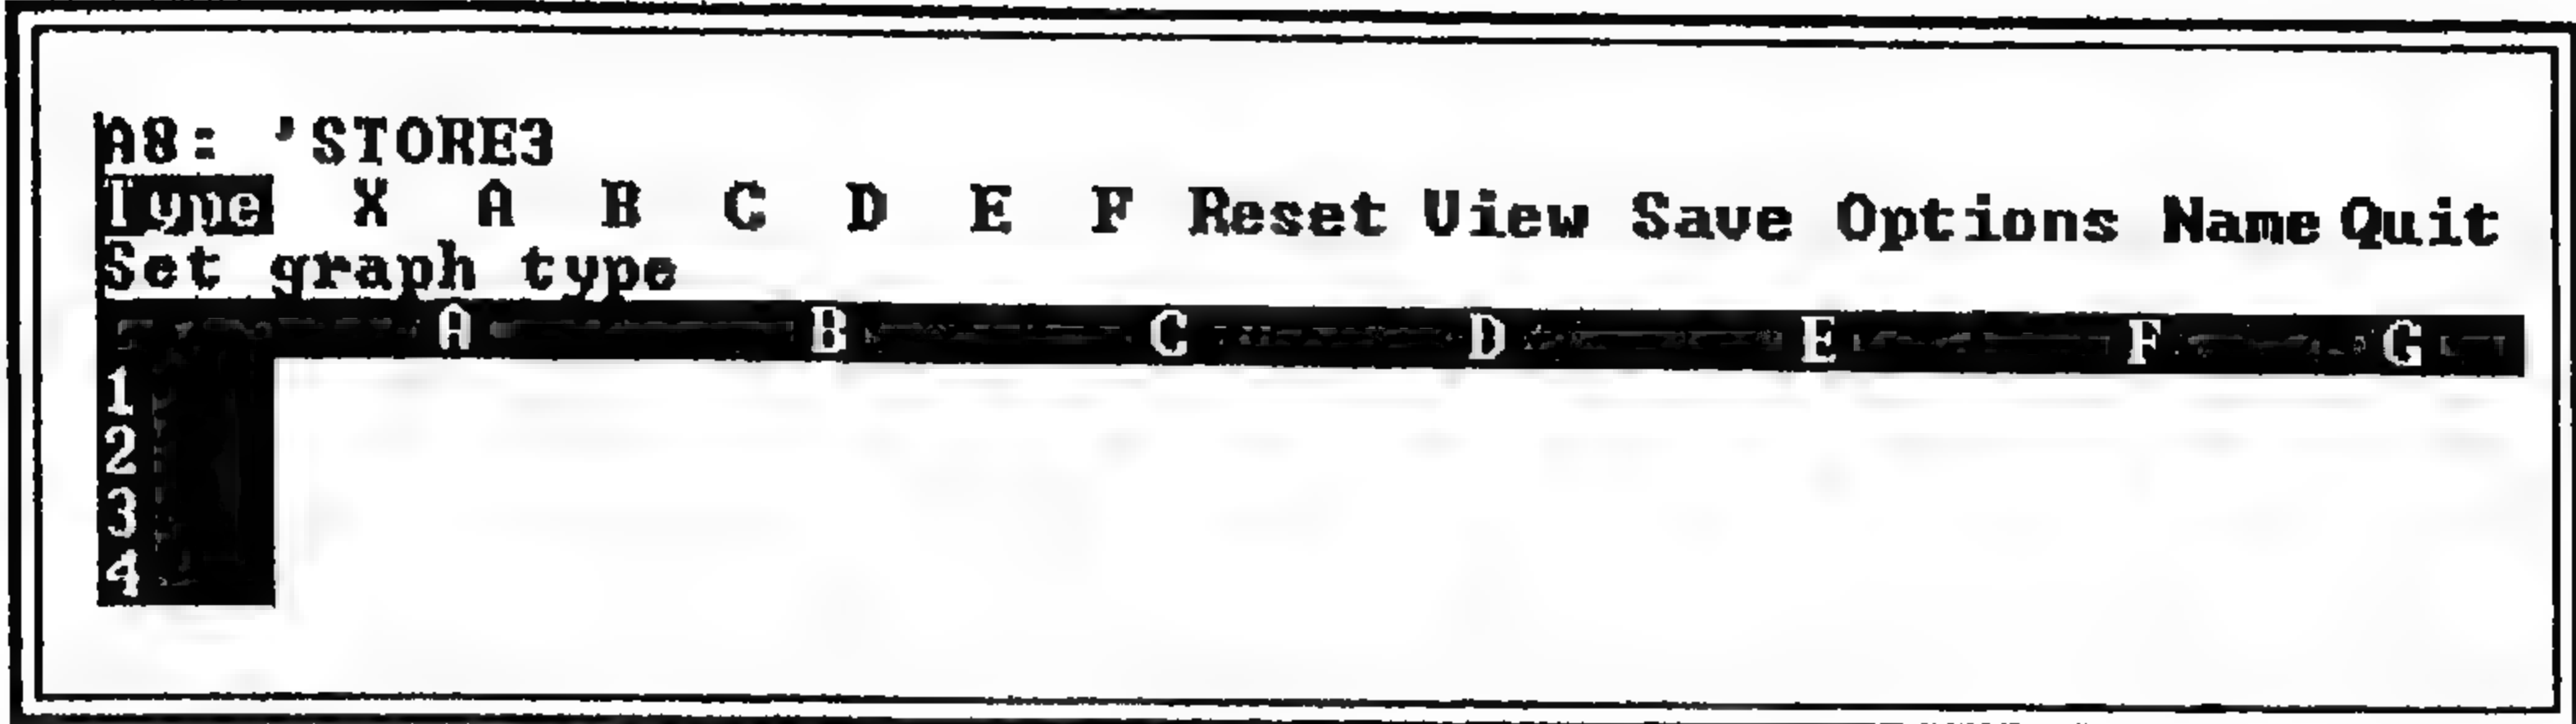 A8: 'STORE3
Type X A B C D E F Reset View Save Options Name Quit
Set graph type
A B C D E F G
1
2
3
4